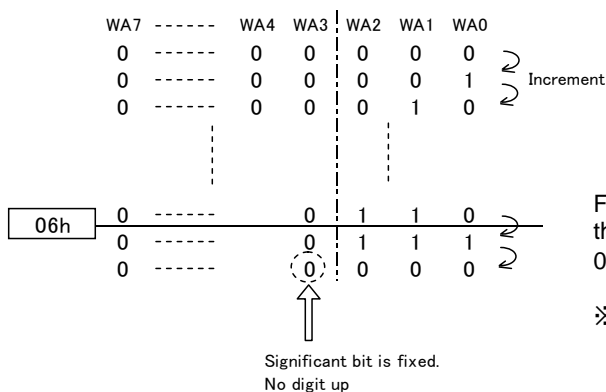 WA7 ------ WA4 WA3 WA2 WA1 WA0
0 ------ 0 0 0 0 0
0 ------ 0 0 0 0 1
Increment
0 ------ 0 0 0 1 0
0 ------ 0 1 1 0
06h
0 ------ 0 1 1 1
0 ------ 0 0 0 0
Significant bit is fixed.
No digit up
F
th
0
※